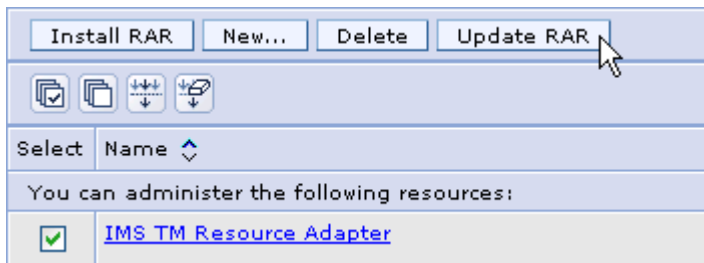 Install RAR New... Delete Update RAR
Select Name
You can administer the following resources:
IMS TM Resource Adapter